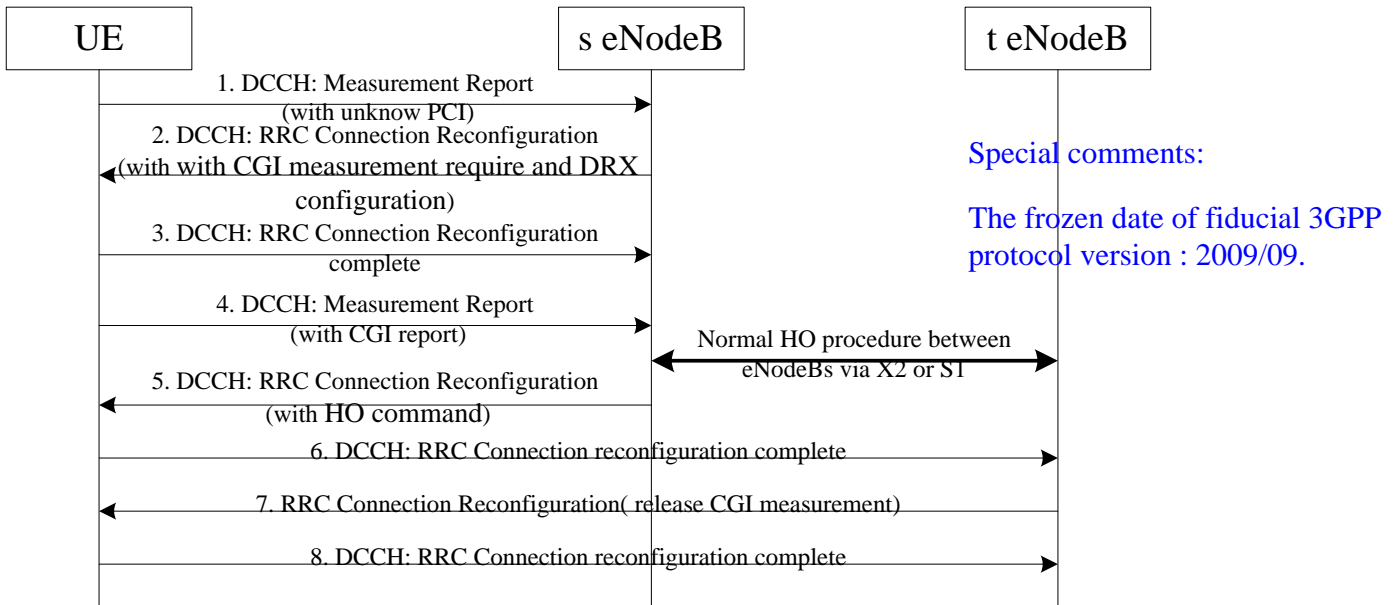 UE
s eNodeB
t eNodeB
1. DCCH: Measurement Report
(with unknow PCI)
2. DCCH: RRC Connection Reconfiguration
(with with CGI measurement require and DRX
configuration)
3. DCCH: RRC Connection Reconfiguration
complete
4. DCCH: Measurement Report
(with CGI report)
Normal HO procedure between
eNodeBs via X2 or S1
5. DCCH: RRC Connection Reconfiguration
(with HO command)
6. DCCH: RRC Connection reconfiguration complete
7. RRC Connection Reconfiguration( release CGI measurement)
8. DCCH: RRC Connection reconfiguration complete
Special comments:
The frozen date of fiducial 3GPP
protocol version : 2009/09.